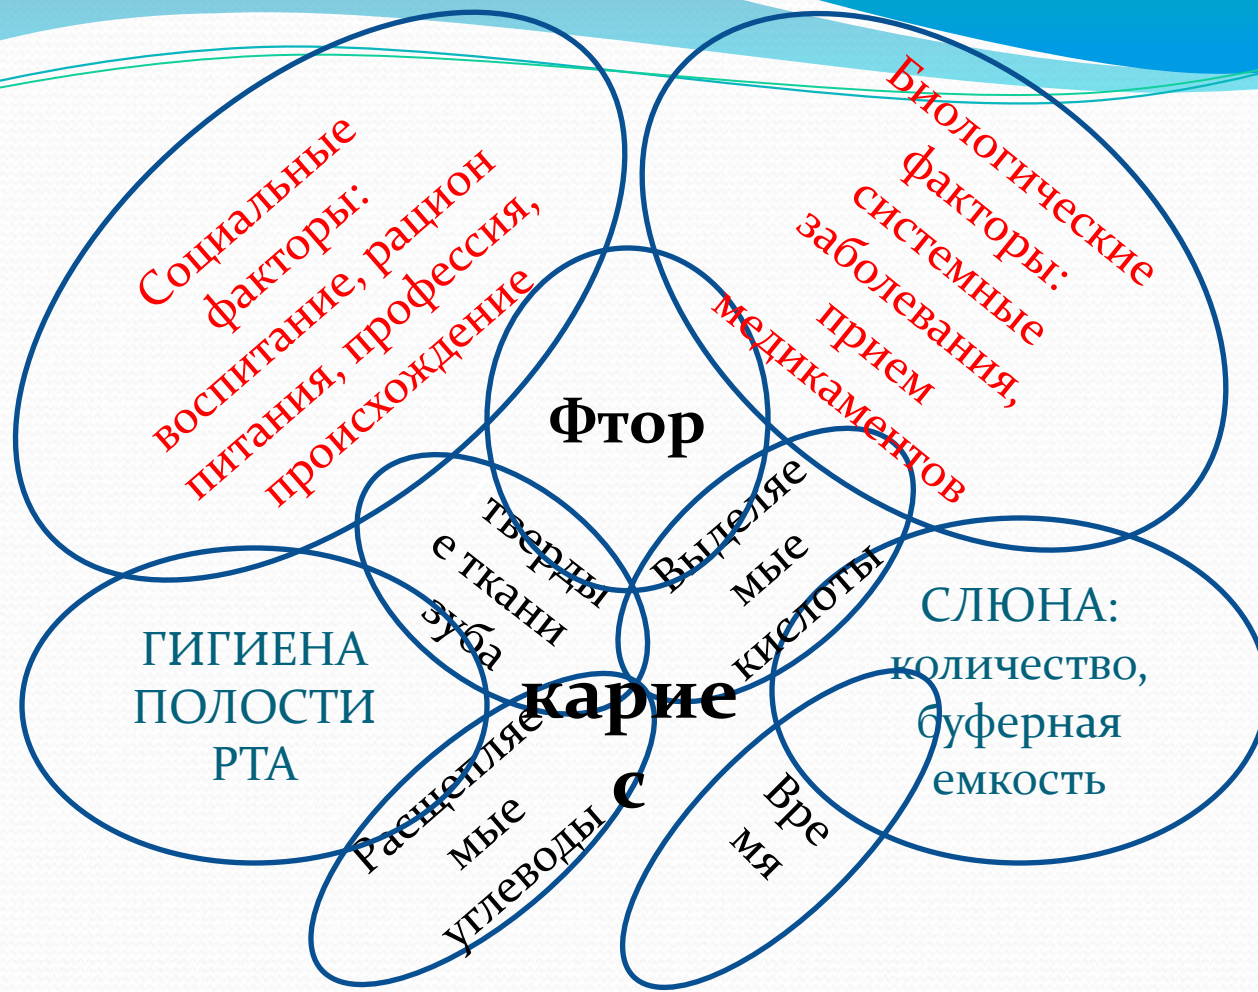 Социальные
факторы:
воспитание, рацион
питания, профессия,
происхождение
Биологические
факторы:
системные
заболевания,
прием
медикаментов
Фтор
тверды
е ткани
зуба
Выделяе
мые
кислоты
ГИГИЕНА
ПОЛОСТИ
РТА
СЛЮНА:
количество,
буферная
емкость
карие
с
Расщепляе
мые
углеводы
Вре
мя